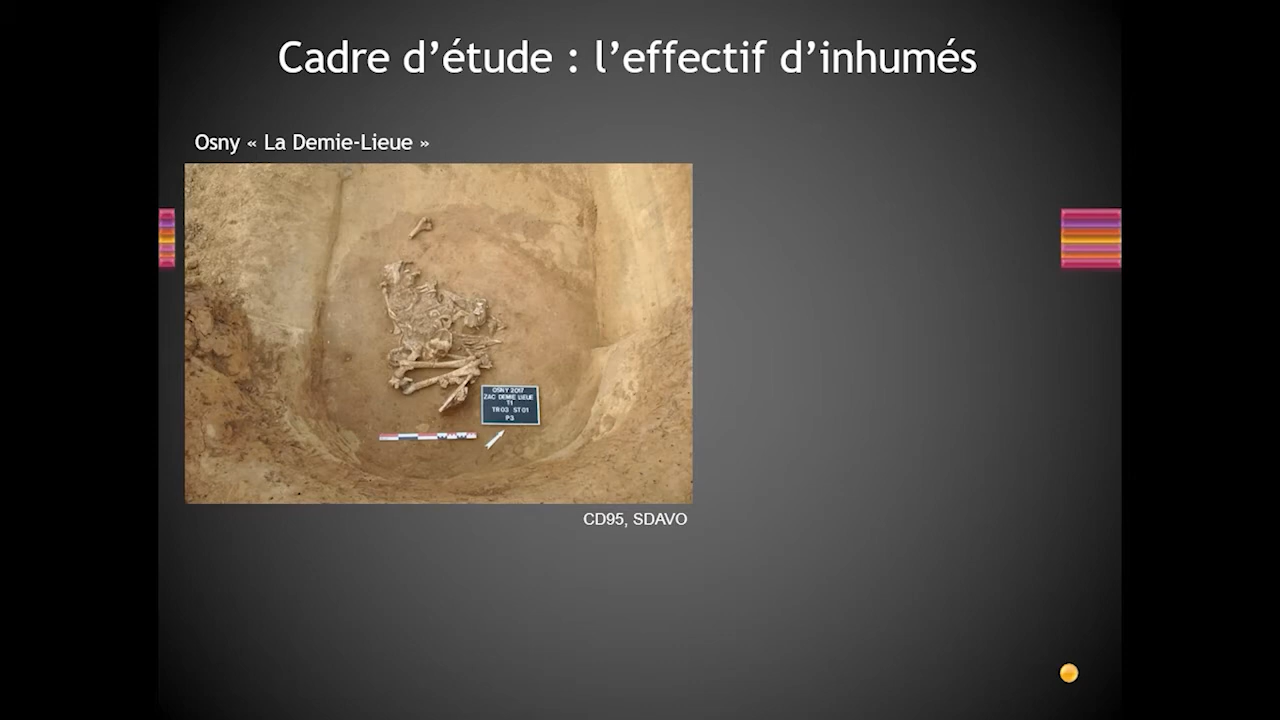 Cadre d’étude : l’effectif d’inhumés
Osny « La Demie-Lieue »
OSNY 2017
ZAC DEMIE LIEUE
T1
TR03 ST01
P3
CD95, SDAVO